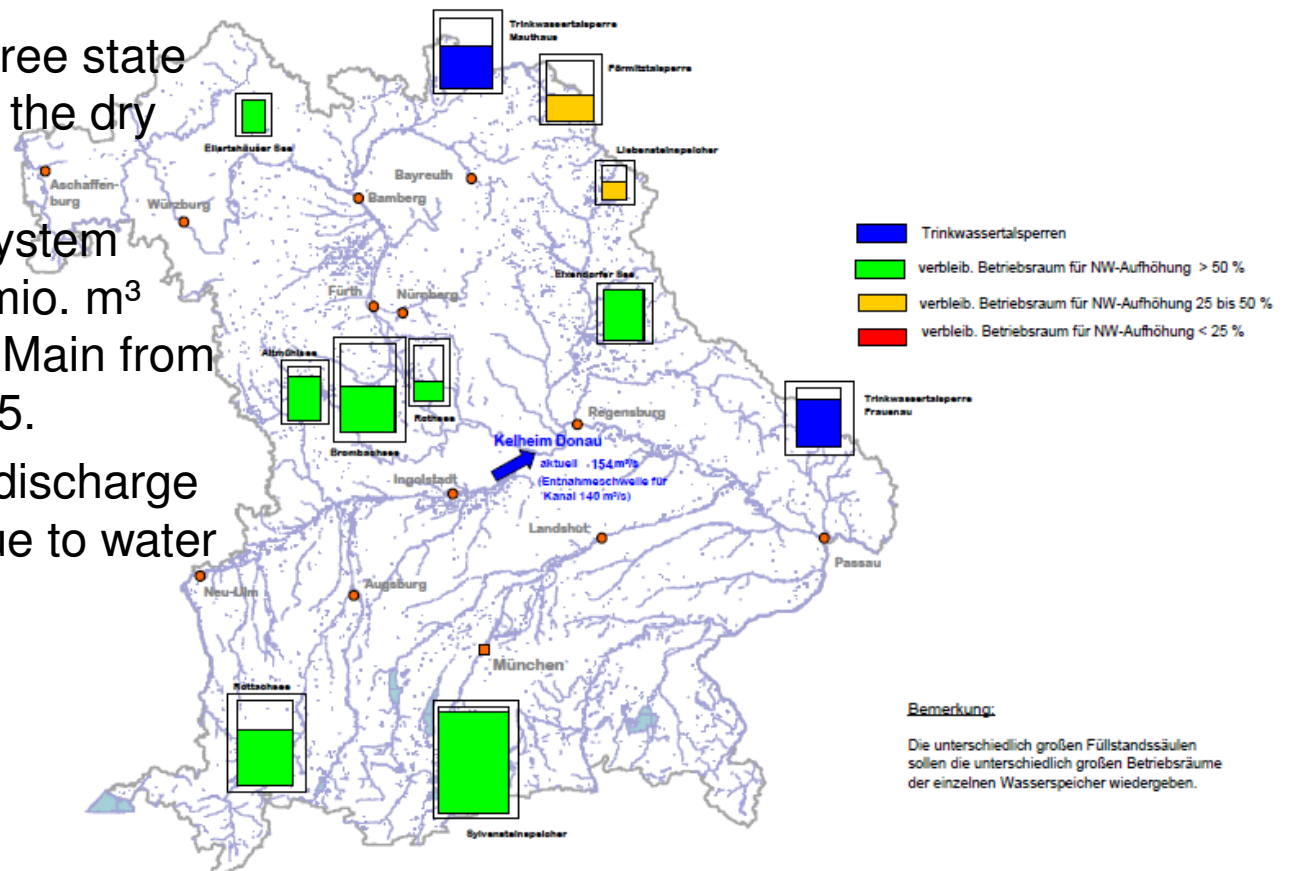 ree state
the dry
ystem
mio. m³
Main from
5.
discharge
ue to water
Trinkwassertalsperre
Mauthaus
Förmitztalsperre
Ellertshäuser See
Liebensteinspeicher
Aschaffen-
burg
Würzburg
Bayreuth
Bamberg
Eixendorfer See
Fürth
Nürnberg
Altmühlsee
Rothsee
Brombachsee
Trinkwassertalsperren
verbleib. Betriebsraum für NW-Aufhöhung > 50 %
verbleib. Betriebsraum für NW-Aufhöhung 25 bis 50 %
verbleib. Betriebsraum für NW-Aufhöhung < 25 %
Trinkwassertalsperre
Frauenau
Regensburg
Kelheim Donau
aktuell 154m³/s
(Entnahmeschwelle für
Kanal 140 m³/s)
Ingolstadt
Landshut
Passau
Neu-Ulm
Augsburg
München
Rottachsee
Sylvensteinspeicher
Bemerkung:
Die unterschiedlich großen Füllstandssäulen
sollen die unterschiedlich großen Betriebsräume
der einzelnen Wasserspeicher wiedergeben.